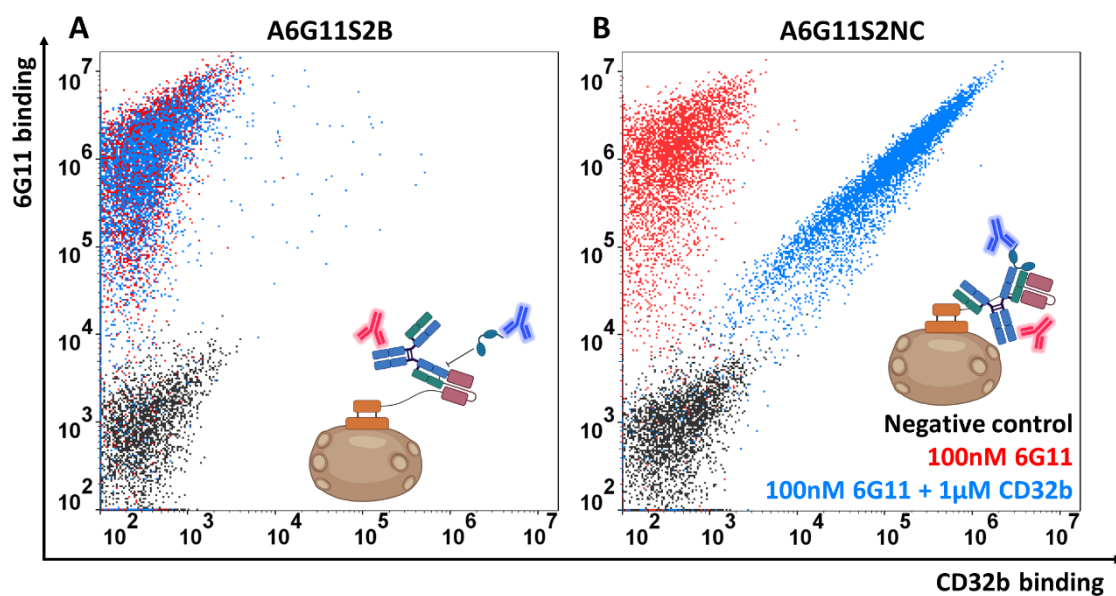 A
A6G11S2B
B
A6G11S2NC
6G11 binding
10⁷
10⁶
10⁵
10⁴
10³
10²
10² 10³ 10⁴ 10⁵ 10⁶ 10⁷
10⁷
10⁶
10⁵
10⁴
10³
10²
10² 10³ 10⁴ 10⁵ 10⁶ 10⁷
Negative control
100nM 6G11
100nM 6G11 + 1µM CD32b
CD32b binding